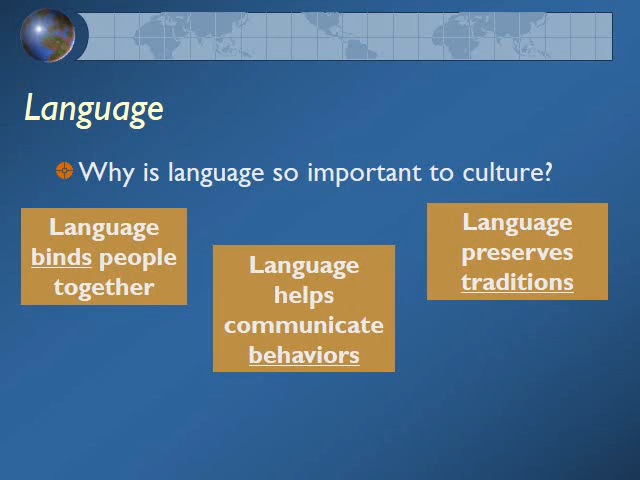 Language
Why is language so important to culture?
Language
binds people
together
Language
helps
communicate
behaviors
Language
preserves
traditions